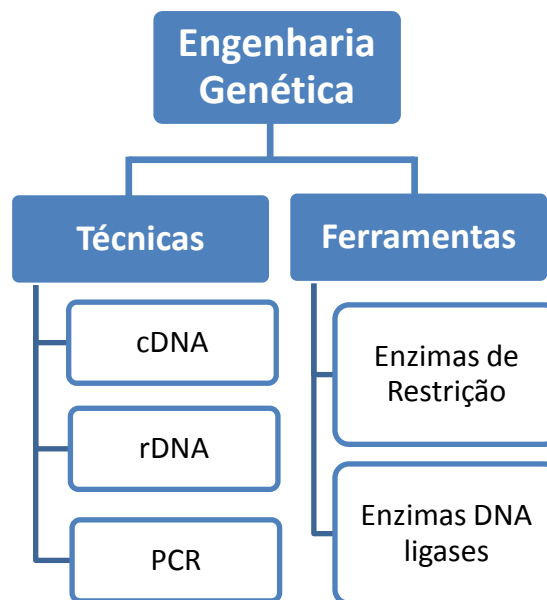 Engenharia
Genética
Técnicas
cDNA
rDNA
PCR
Ferramentas
Enzimas de
Restrição
Enzimas DNA
ligases